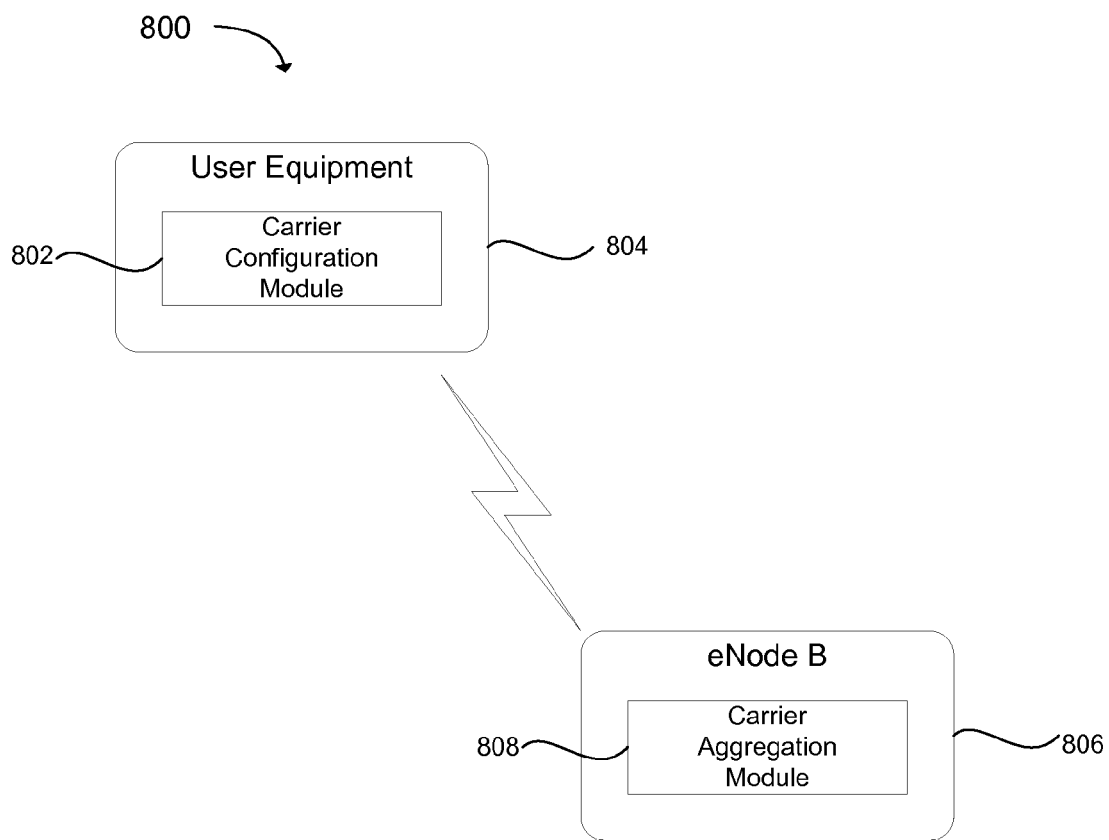 800
User Equipment
Carrier
Configuration
Module
802
804
eNode B
Carrier
Aggregation
Module
808
806